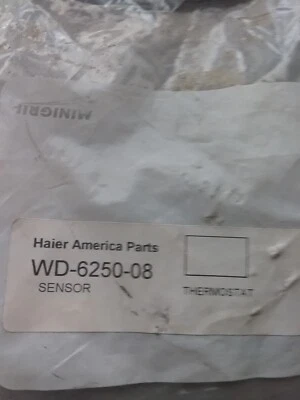 MINIGRIP
Haier America Parts
WD-6250-08
SENSOR
THERMOSTAT